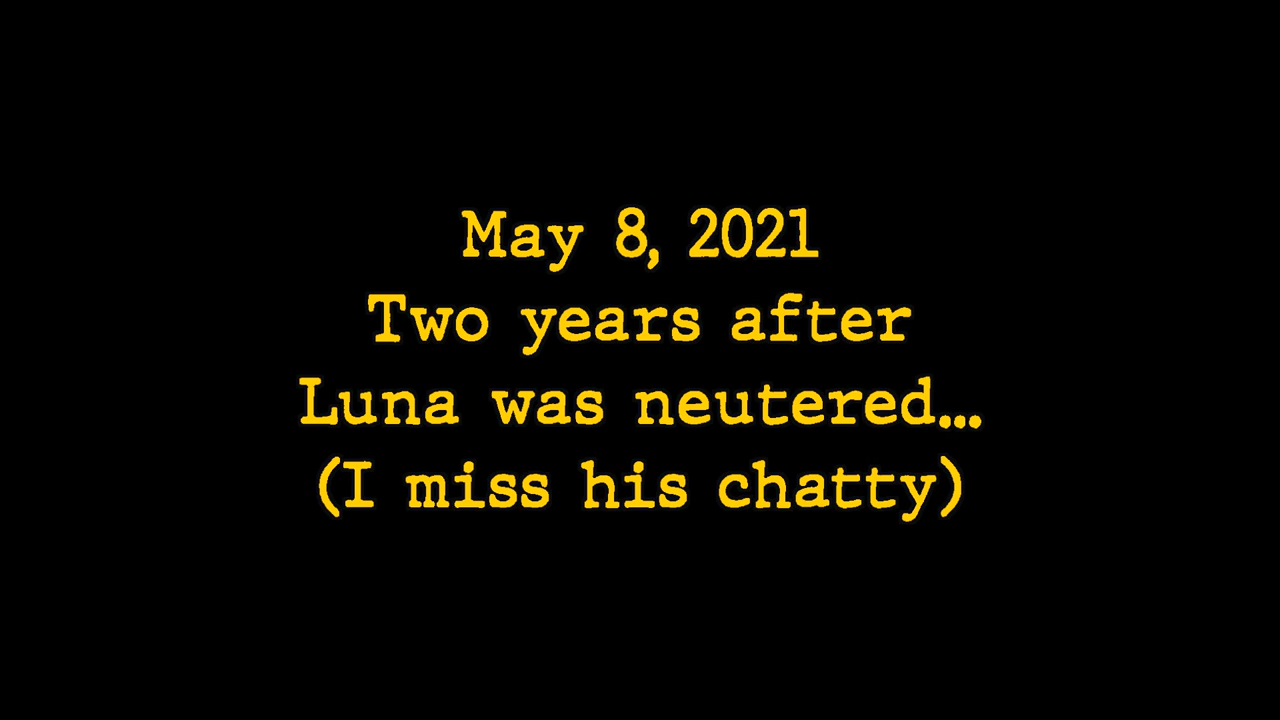 May 8, 2021
Two years after
Luna was neutered...
(I miss his chatty)